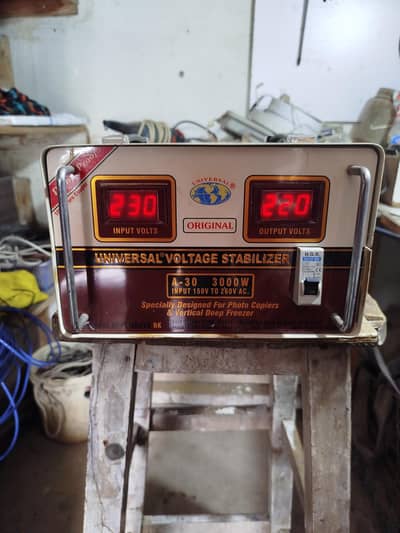 UNIVERSAL®
230
220
INPUT VOLTS
ORIGINAL
OUTPUT VOLTS
UNIVERSAL® VOLTAGE STABILIZER
A-30 3000W
INPUT 150V TO 260V AC.
Specially Designed For Photo Copiers
& Vertical Deep Freezer